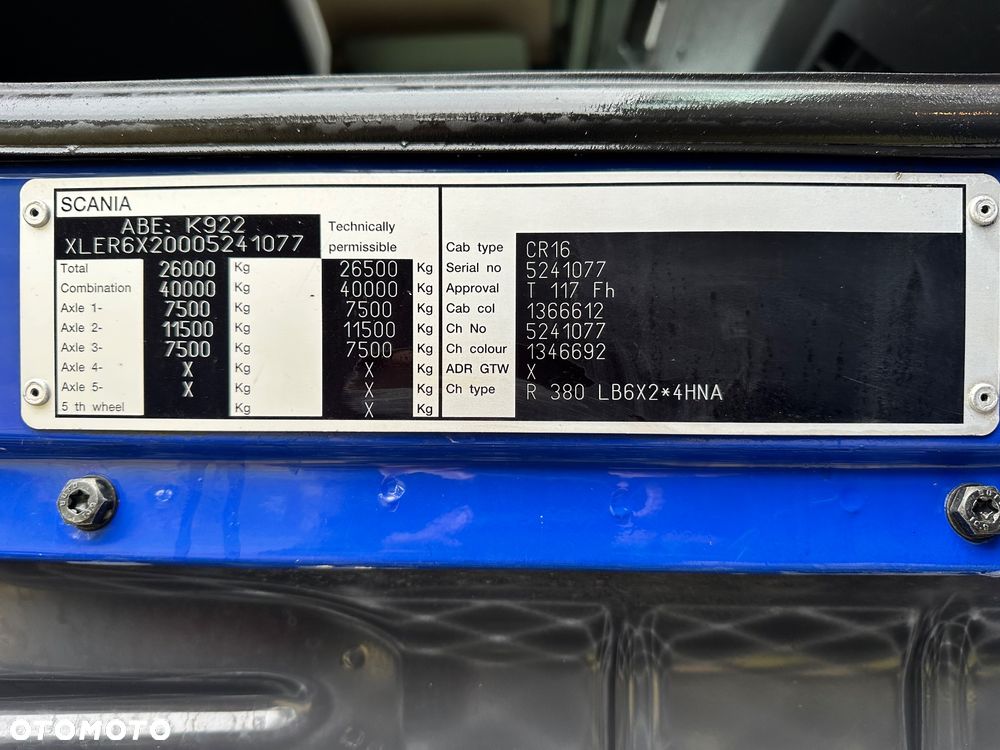 SCANIA
ABE: K922
XLER6X20005241077
Technically
permissible
Total 26000 Kg 26500 Kg
Combination 40000 Kg 40000 Kg
Axle 1- 7500 Kg 7500 Kg
Axle 2- 11500 Kg 11500 Kg
Axle 3- 7500 Kg 7500 Kg
Axle 4- X Kg X Kg
Axle 5- X Kg X Kg
5 th wheel Kg X Kg
Cab type CR16
Serial no 5241077
Approval T 117 Fh
Cab col 1366612
Ch No 5241077
Ch colour 1346692
ADR GTW X
Ch type R 380 LB6X2*4HNA
OTOMOTO